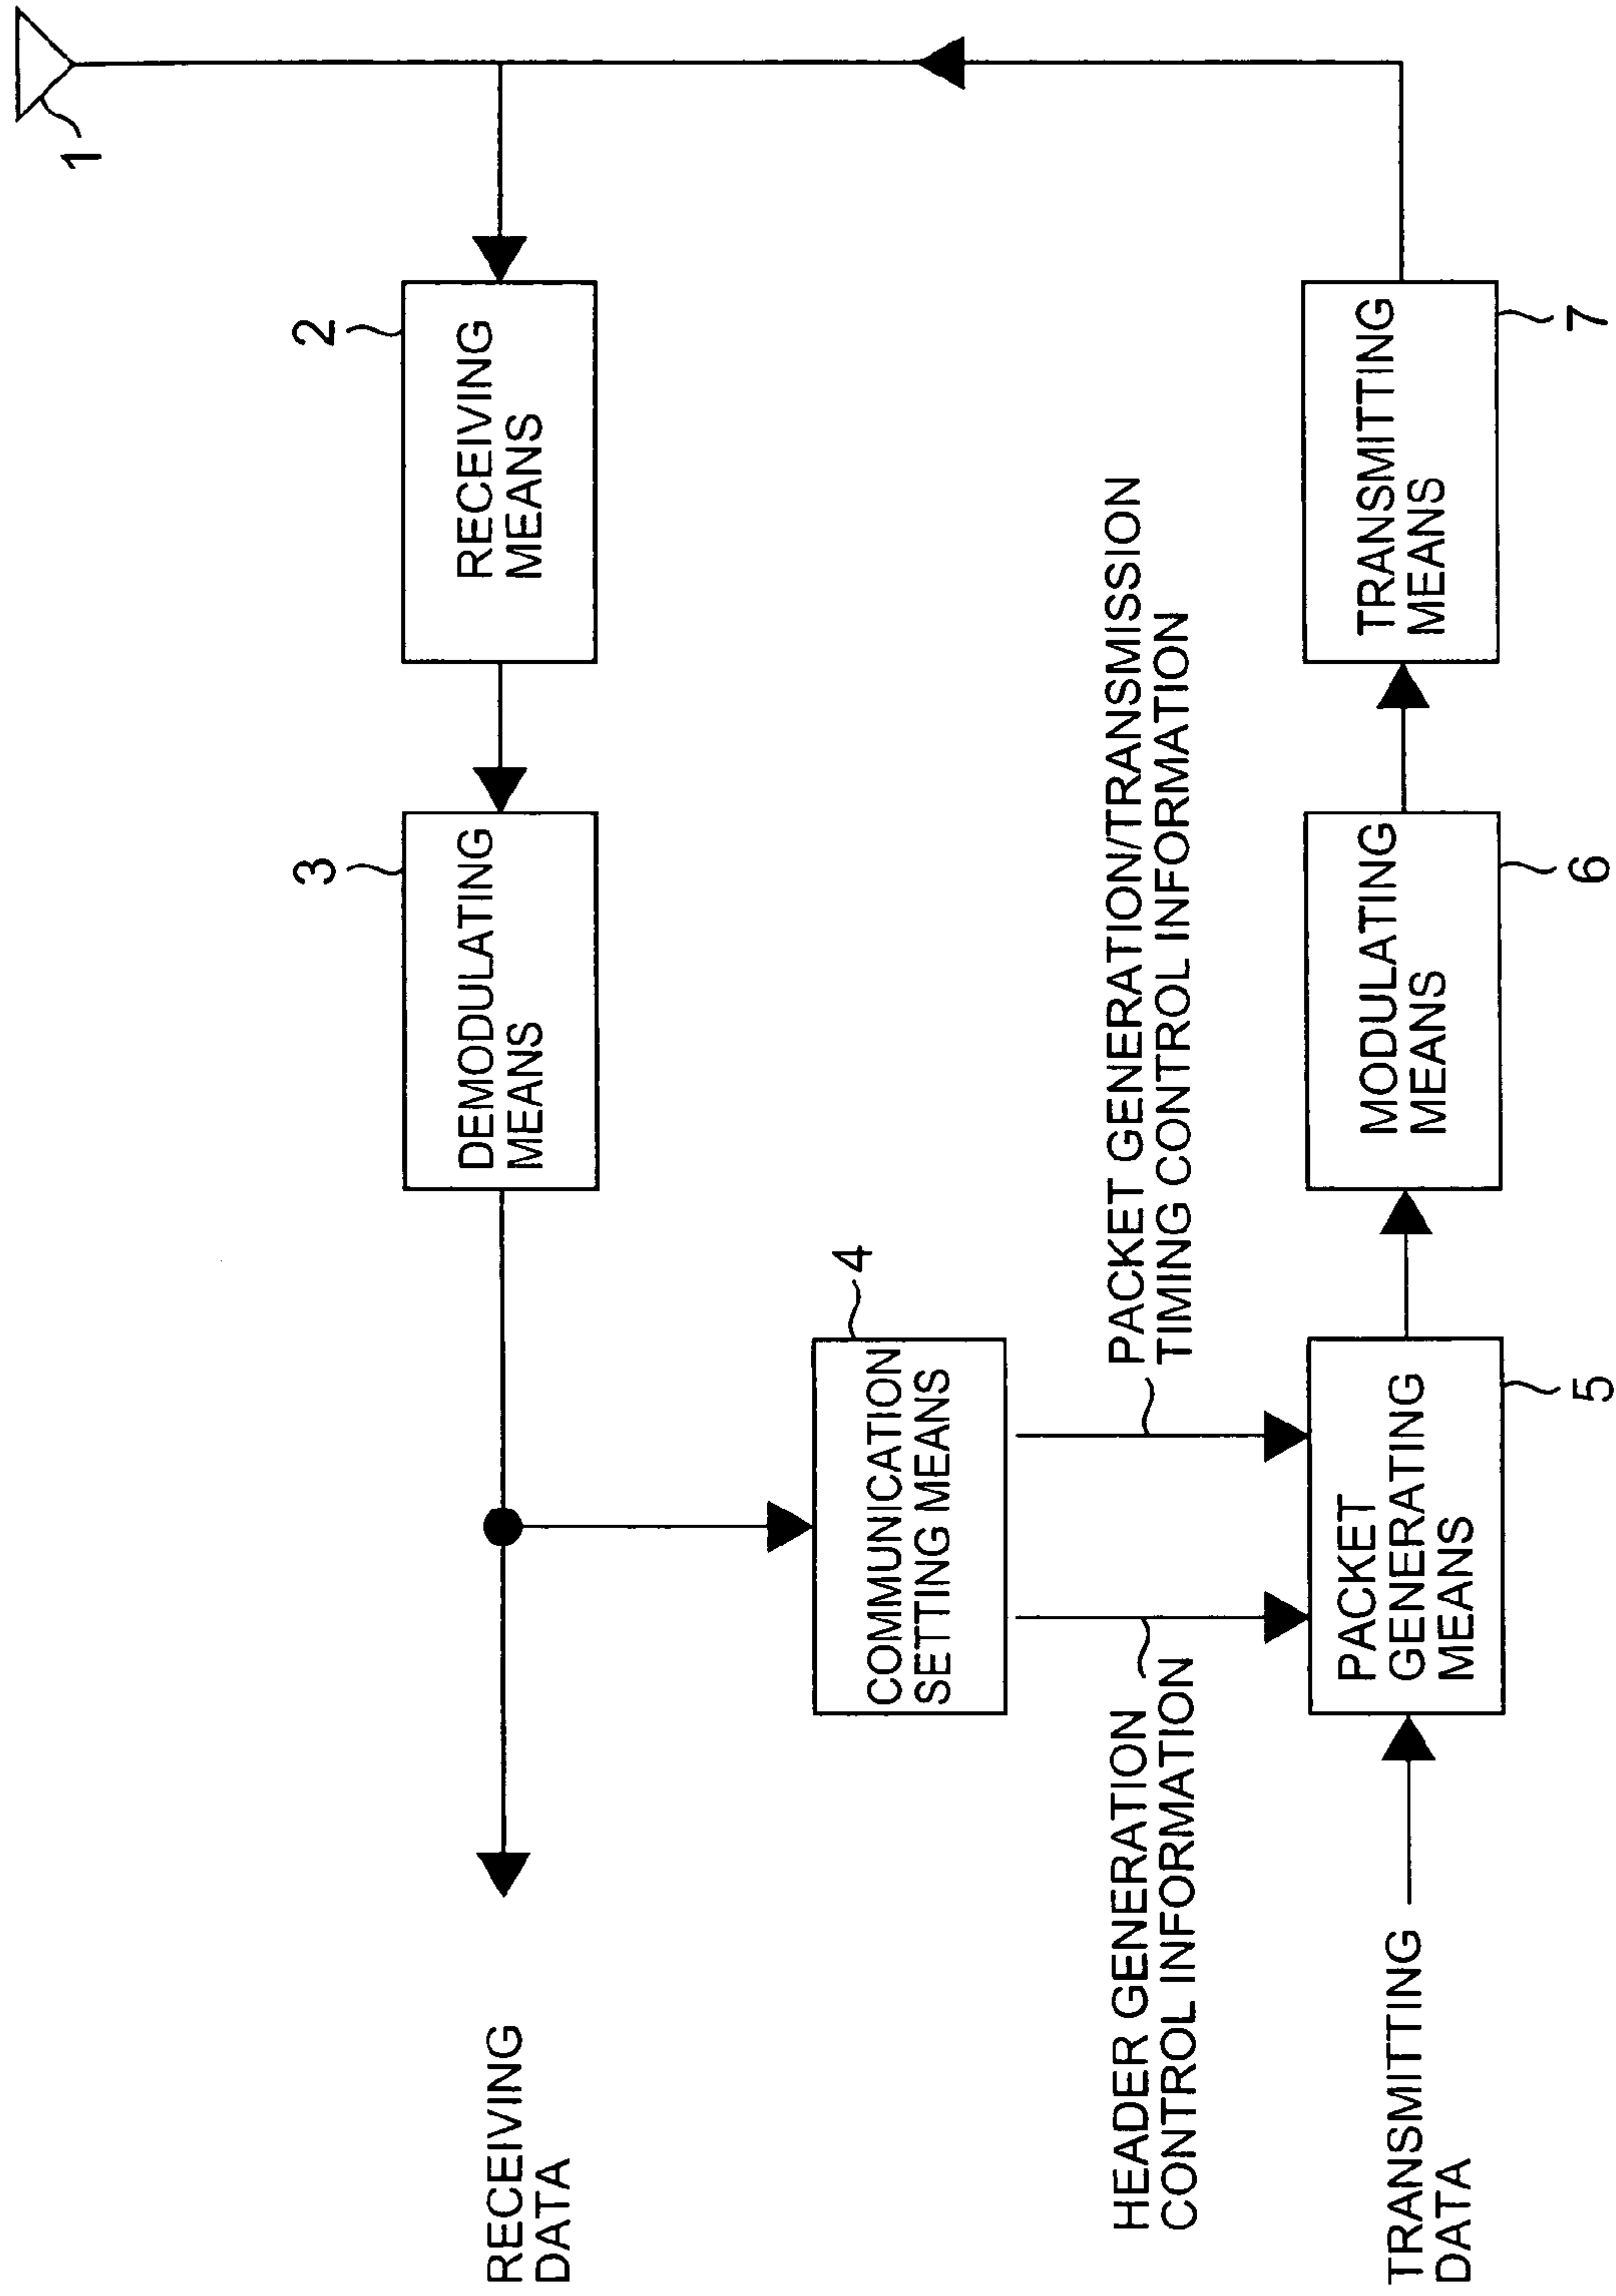 1
2
RECEIVING
MEANS
3
DEMODULATING
MEANS
RECEIVING
DATA
4
COMMUNICATION
SETTING MEANS
HEADER GENERATION
CONTROL INFORMATION
PACKET GENERATION/TRANSMISSION
TIMING CONTROL INFORMATION
TRANSMITTING
DATA
PACKET
GENERATING
MEANS
5
MODULATING
MEANS
6
TRANSMITTING
MEANS
7